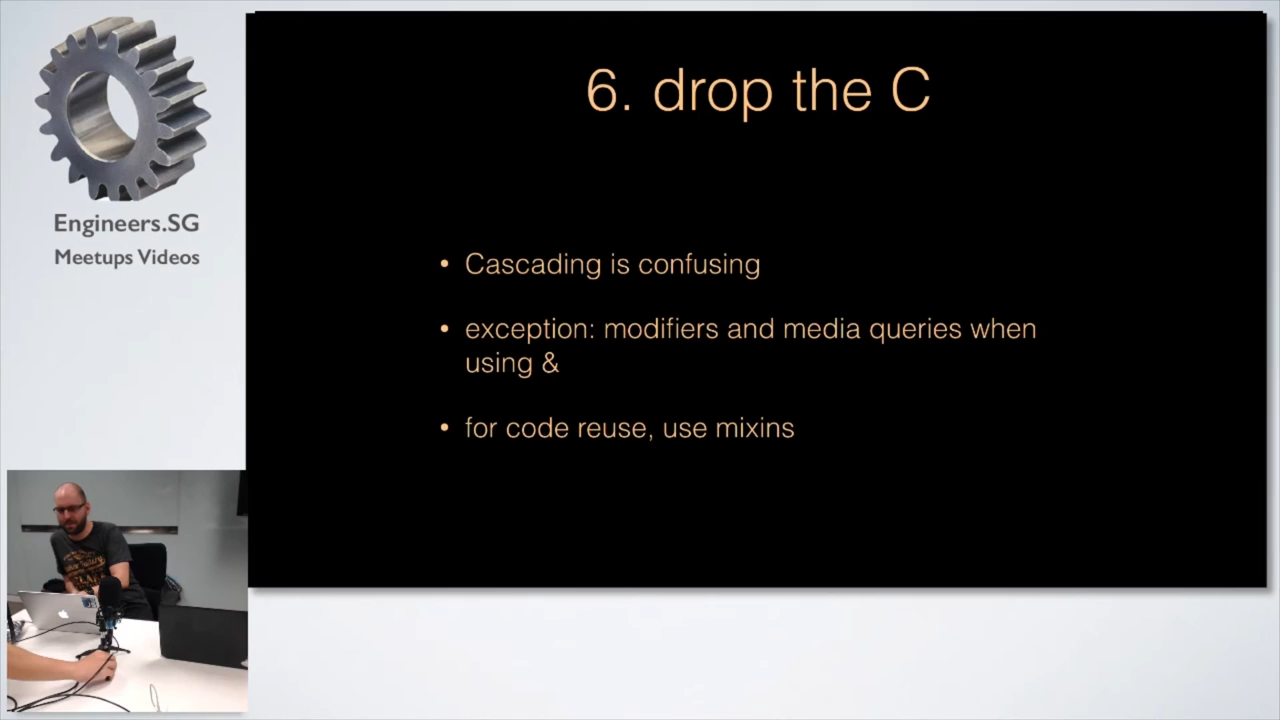 6. drop the C
Engineers.SG
Meetups Videos
• Cascading is confusing
• exception: modifiers and media queries when
using &
• for code reuse, use mixins